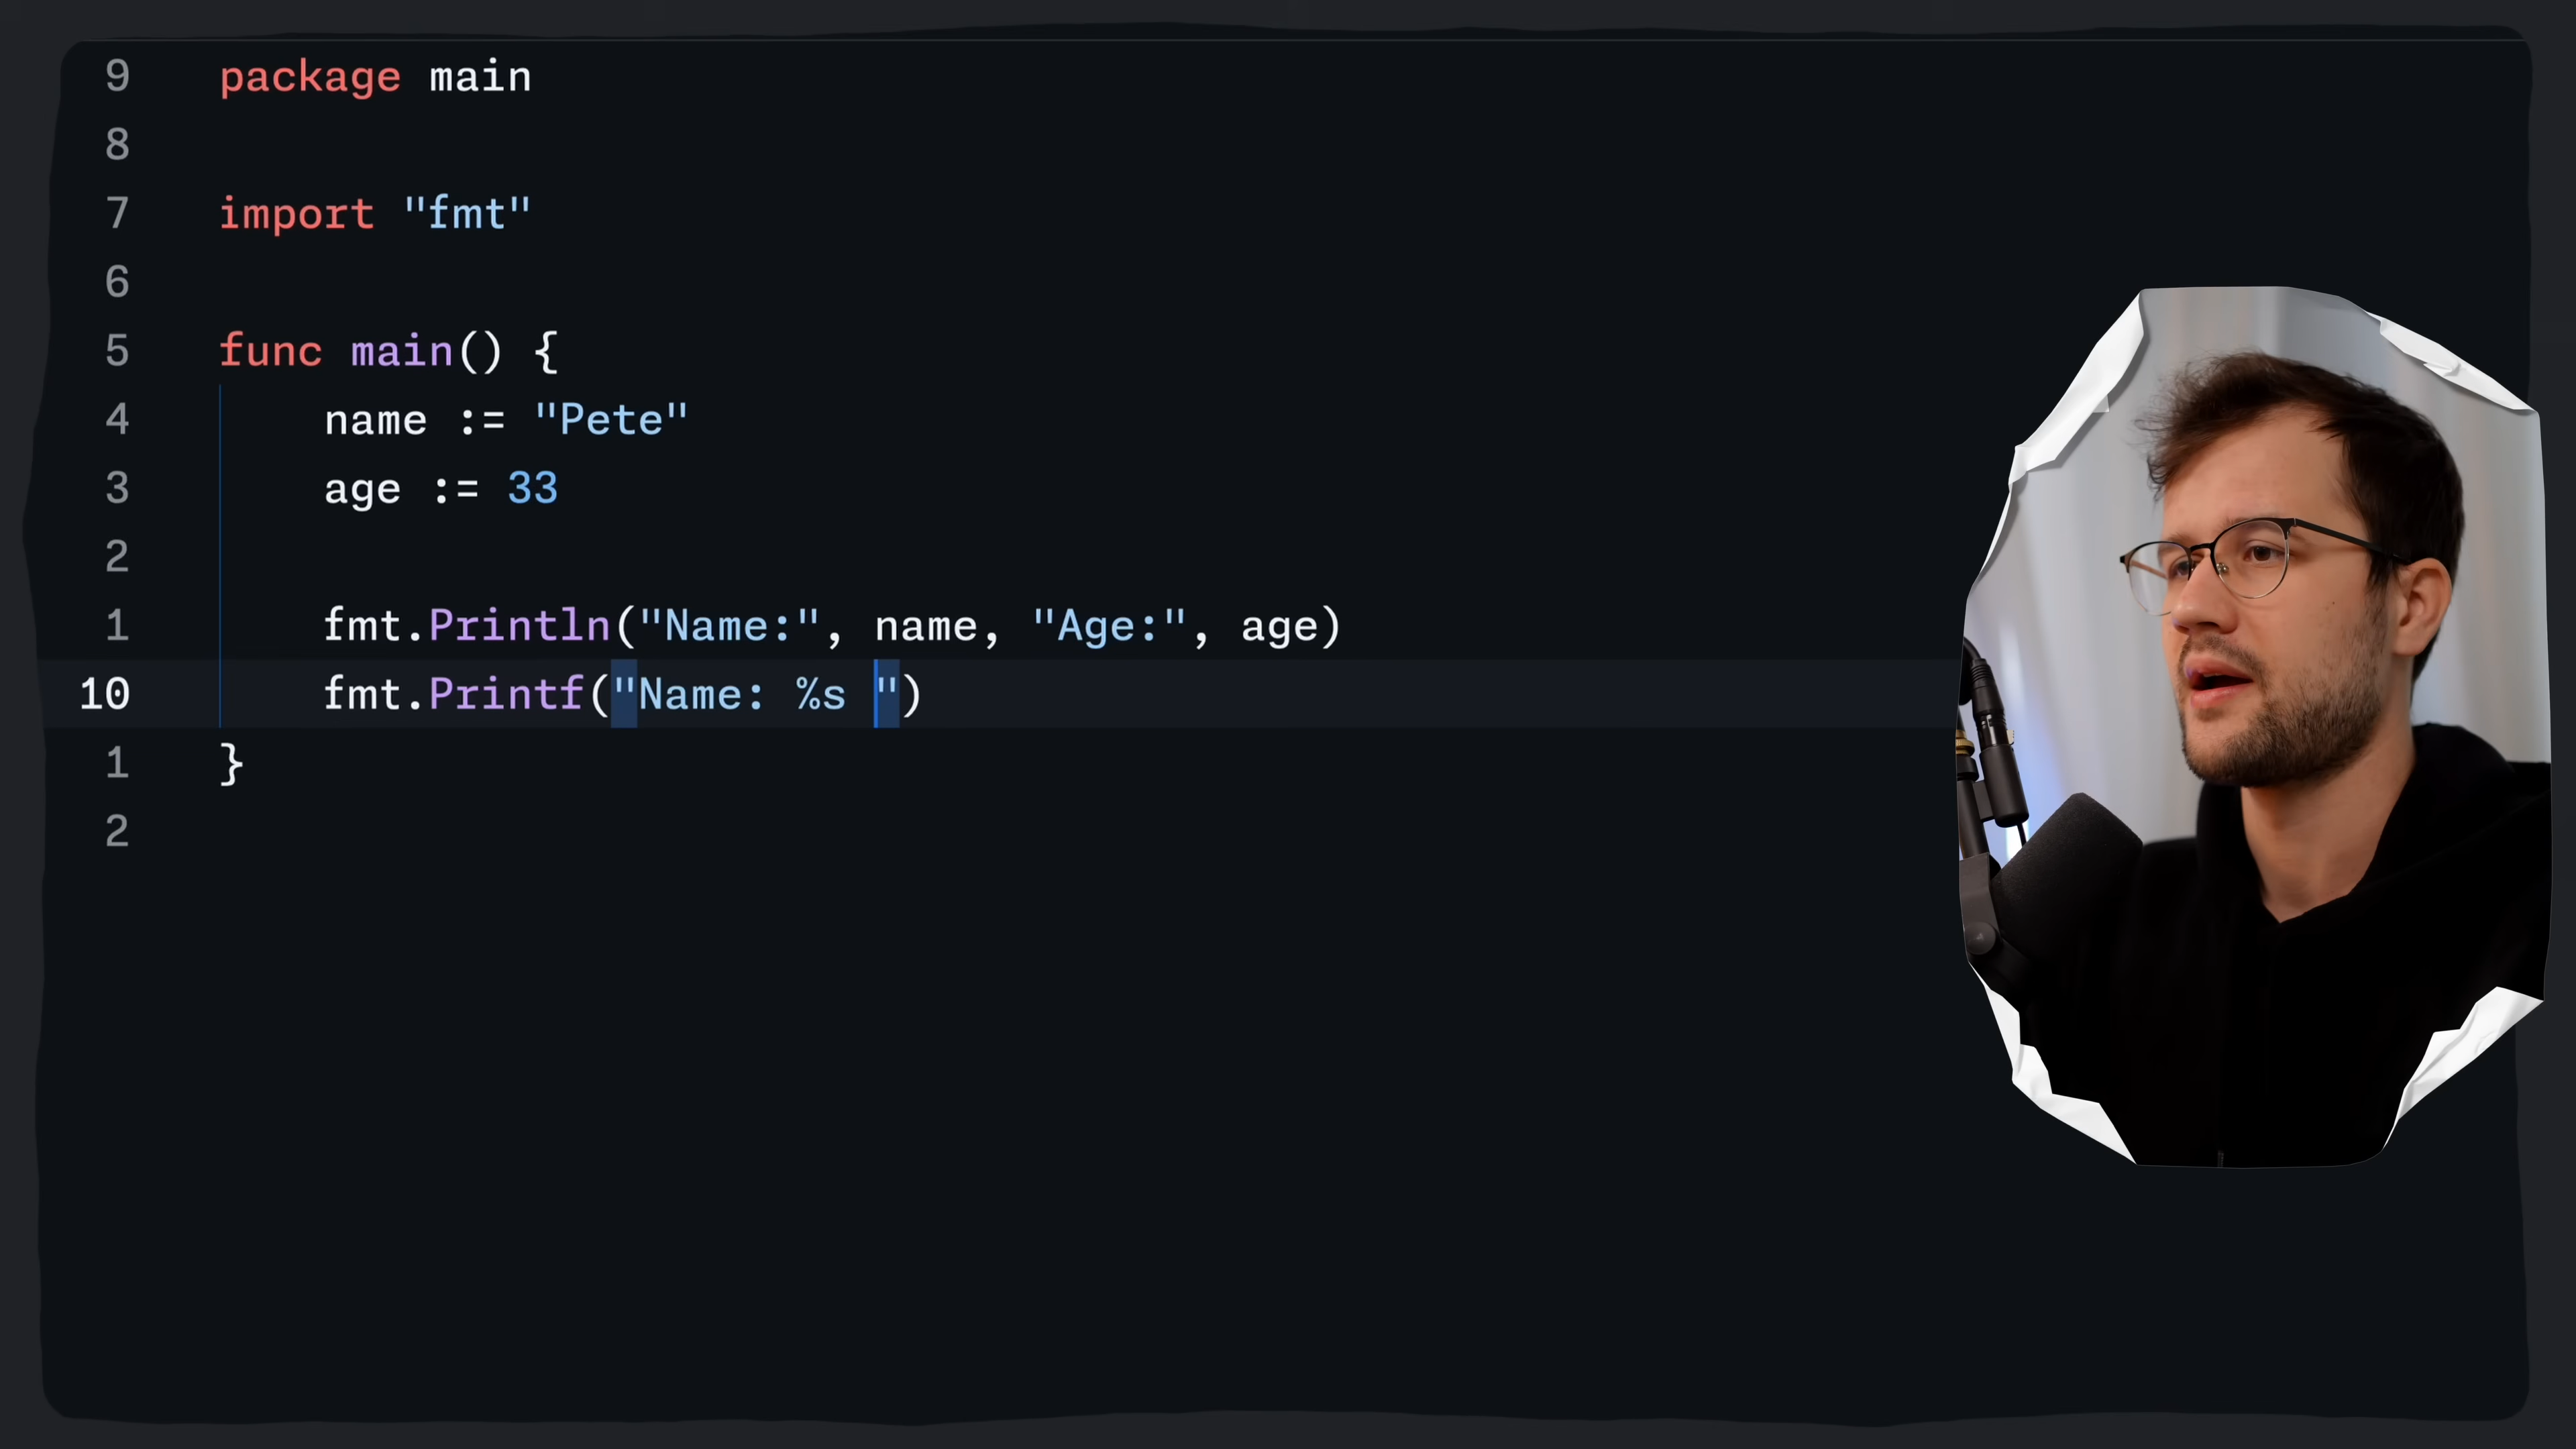 9 package main
8
7 import "fmt"
6
5 func main() {
4 name := "Pete"
3 age := 33
2
1 fmt.Println("Name:", name, "Age:", age)
10 fmt.Printf("Name: %s ")
1 }
2